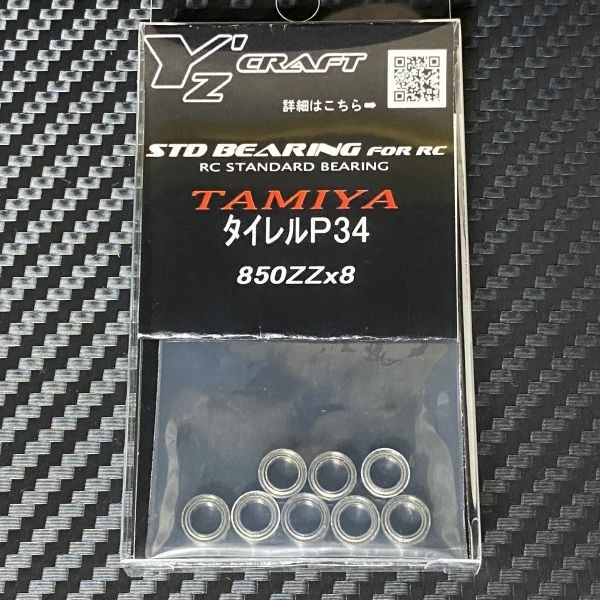 Y'Z CRAFT
詳細はこちら➡
STD BEARING FOR RC
RC STANDARD BEARING
TAMIYA
タイレルP34
850ZZx8